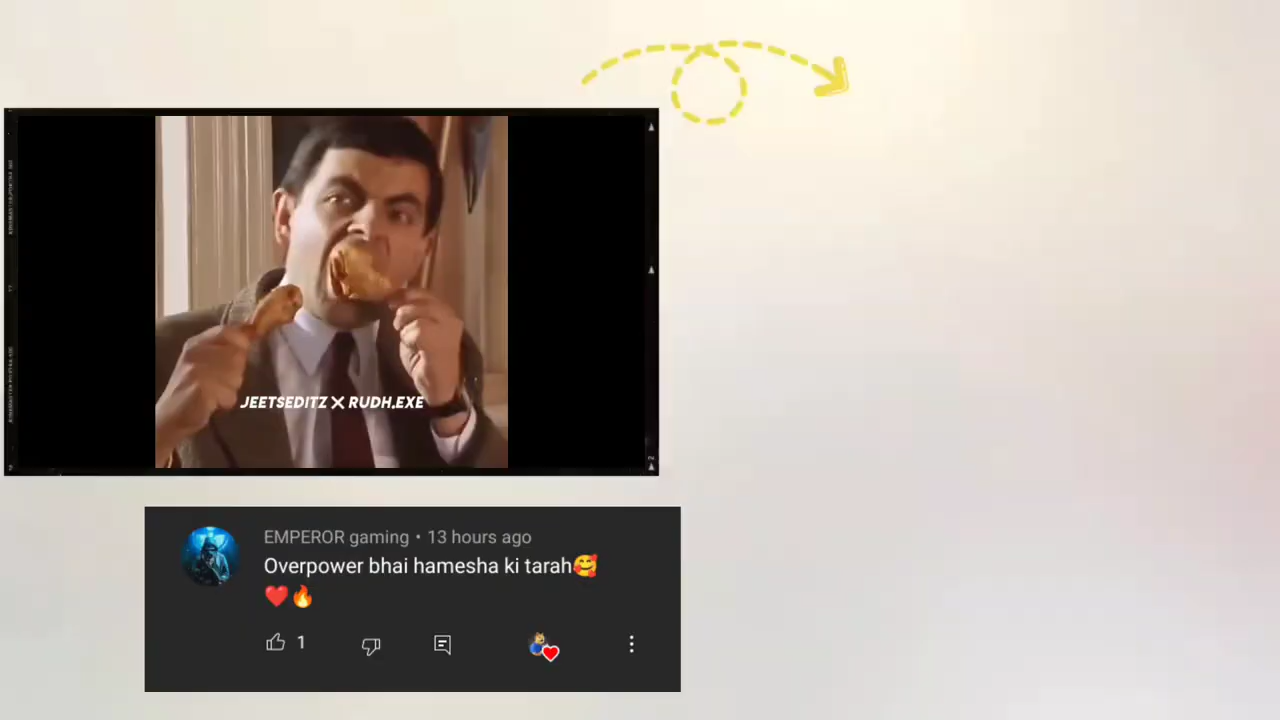 JEETSEDITZ X RUDH.EXE
EMPEROR gaming • 13 hours ago
Overpower bhai hamesha ki tarah🥰
❤️🔥
1